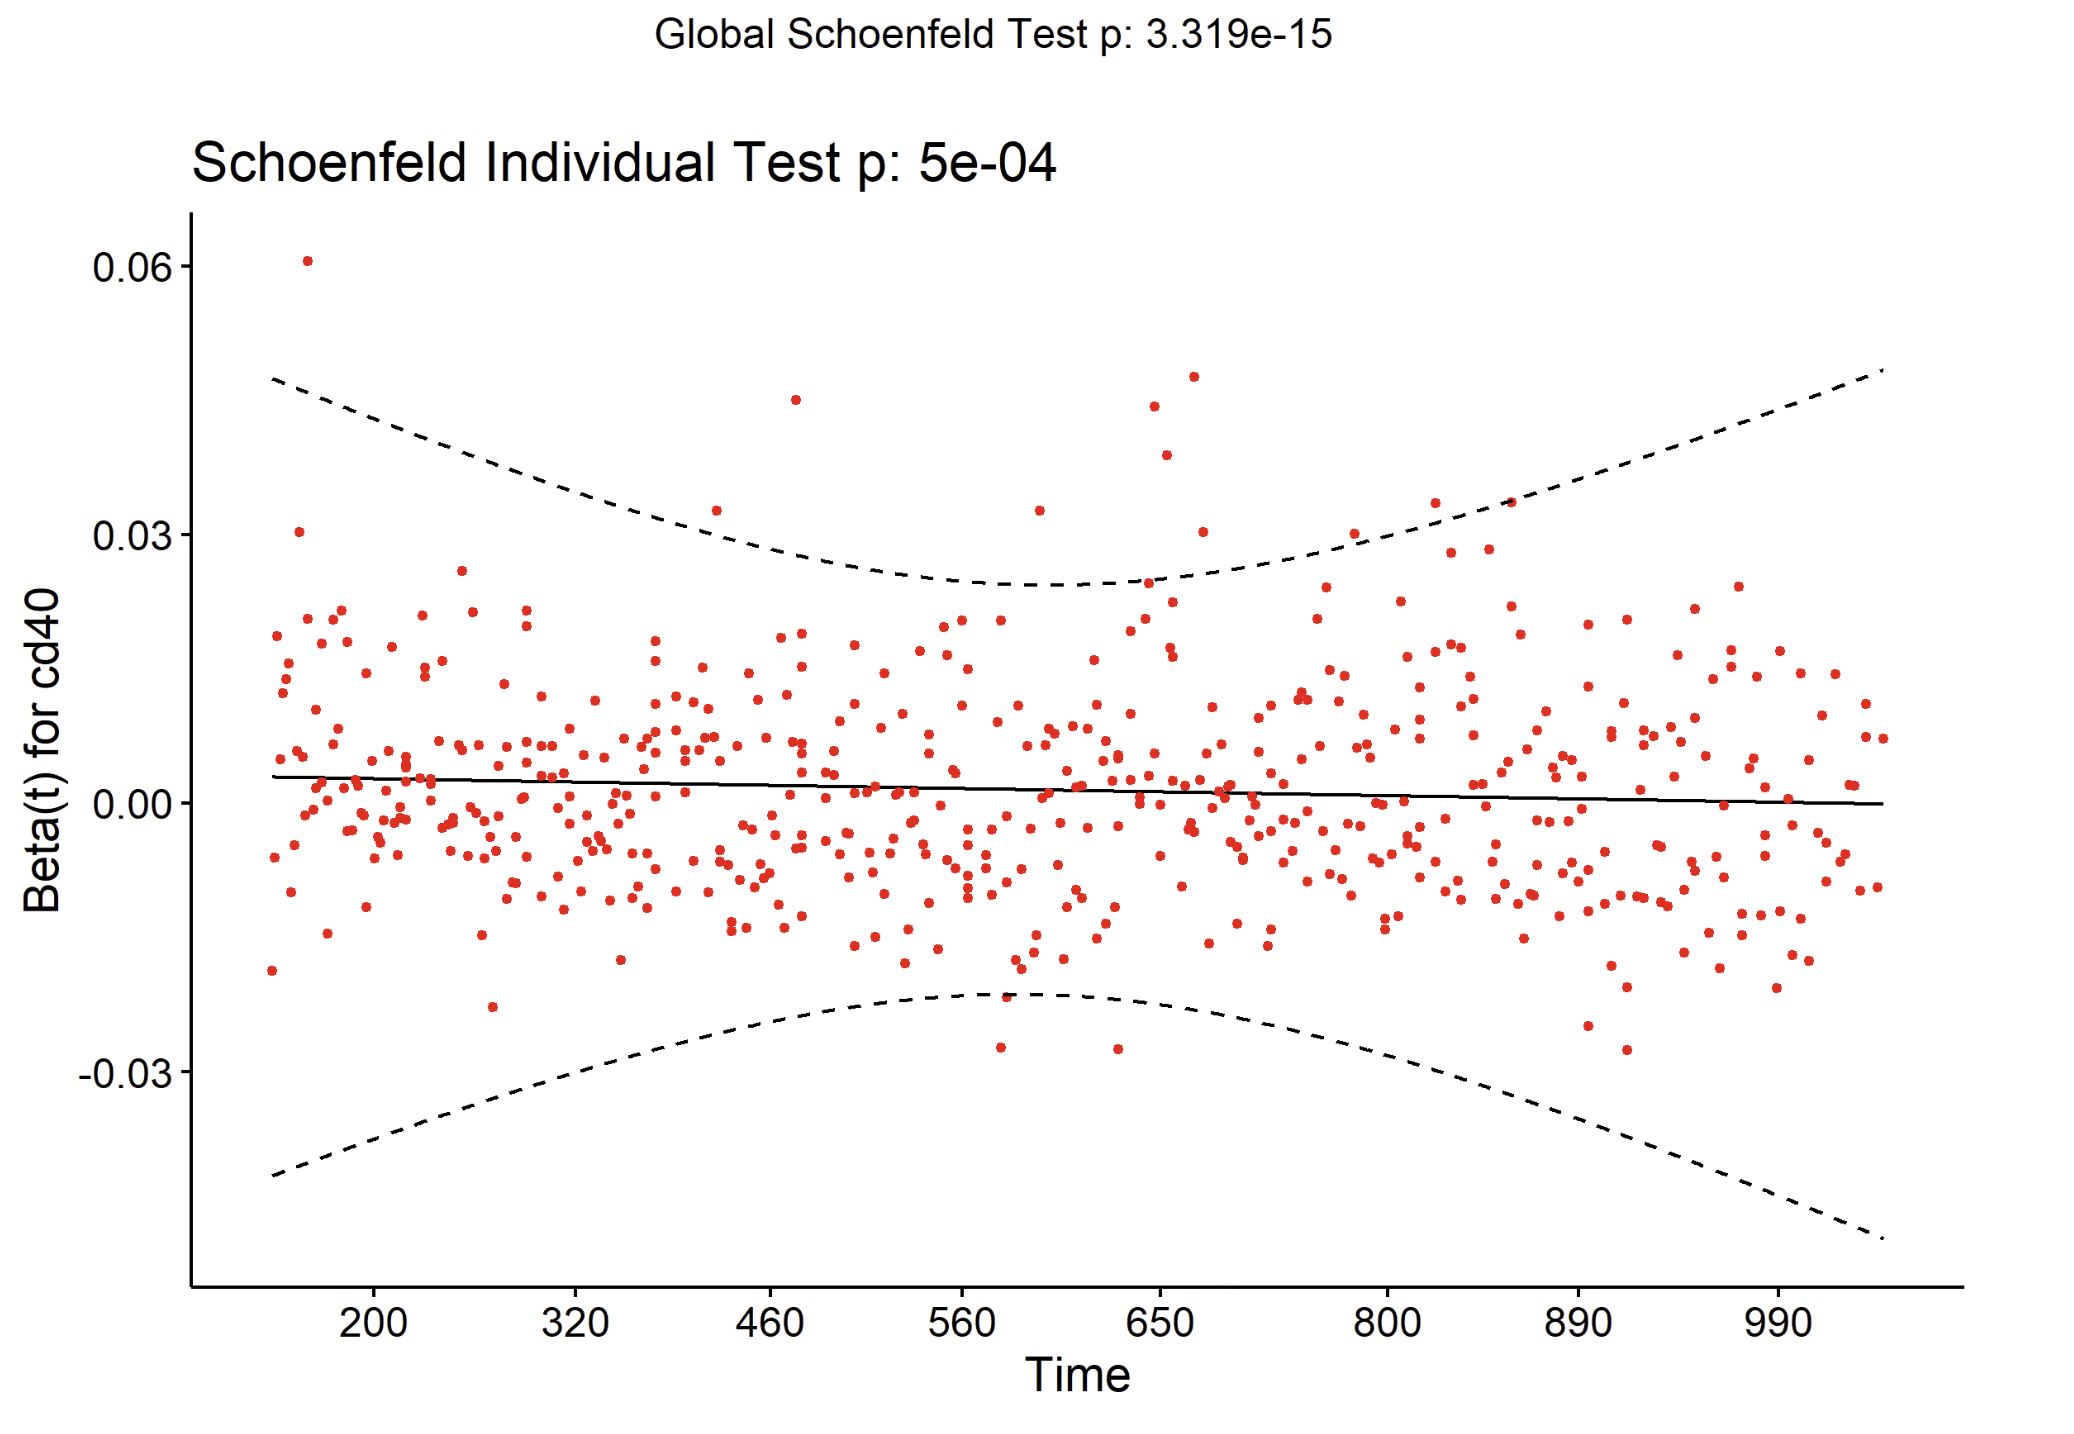 Global Schoenfeld Test p: 3.319e-15
Schoenfeld Individual Test p: 5e-04
Beta(t) for cd40
0.06
0.03
0.00
-0.03
200 320 460 560 650 800 890 990
Time